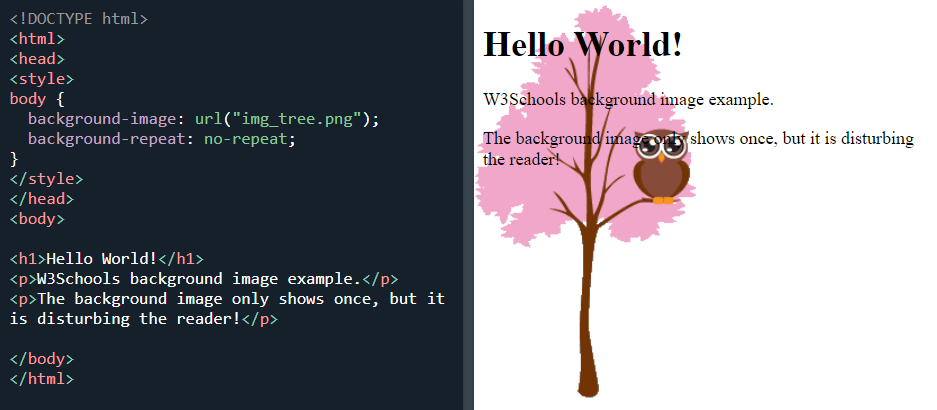 <!DOCTYPE html>
<html>
<head>
<style>
body {
  background-image: url("img_tree.png");
  background-repeat: no-repeat;
}
</style>
</head>
<body>

<h1>Hello World!</h1>
<p>W3Schools background image example.</p>
<p>The background image only shows once, but it
is disturbing the reader!</p>

</body>
</html>
Hello World!
W3Schools background image example.
The background image only shows once, but it is disturbing
the reader!